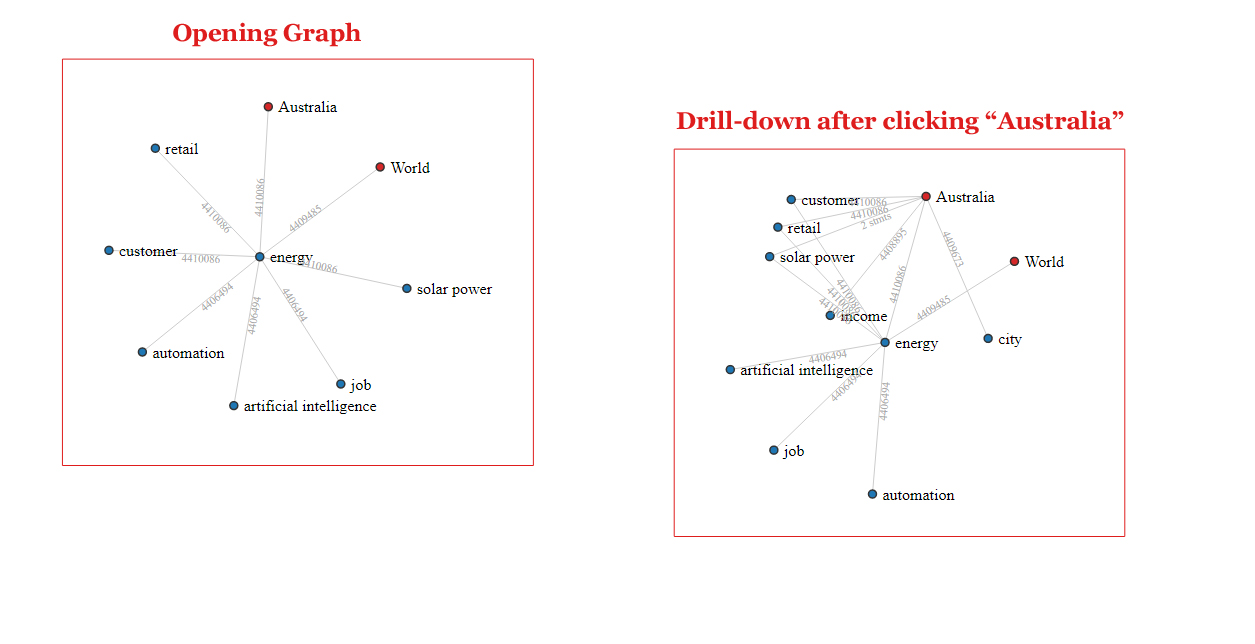 Opening Graph
Australia
retail
World
4410086
4410086
4409485
customer
4410086
energy
4410086
solar power
4406494
4406494
4406494
automation
job
artificial intelligence
Drill-down after clicking “Australia”
customer
4410086
Australia
retail
4410086
2 stmts
solar power
4408895
4409673
World
4410086
4410086
4409485
income
energy
city
4406494
artificial intelligence
4406494
4406494
job
automation